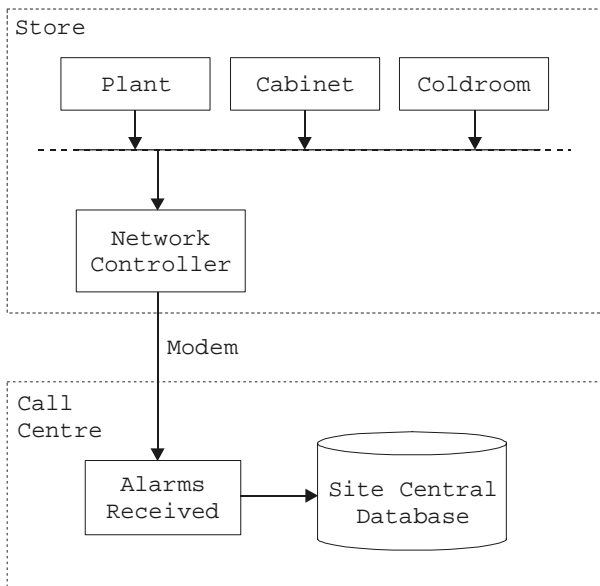 Store
Plant
Cabinet
Coldroom
Network
Controller
Modem
Call
Centre
Alarms
Received
Site Central
Database